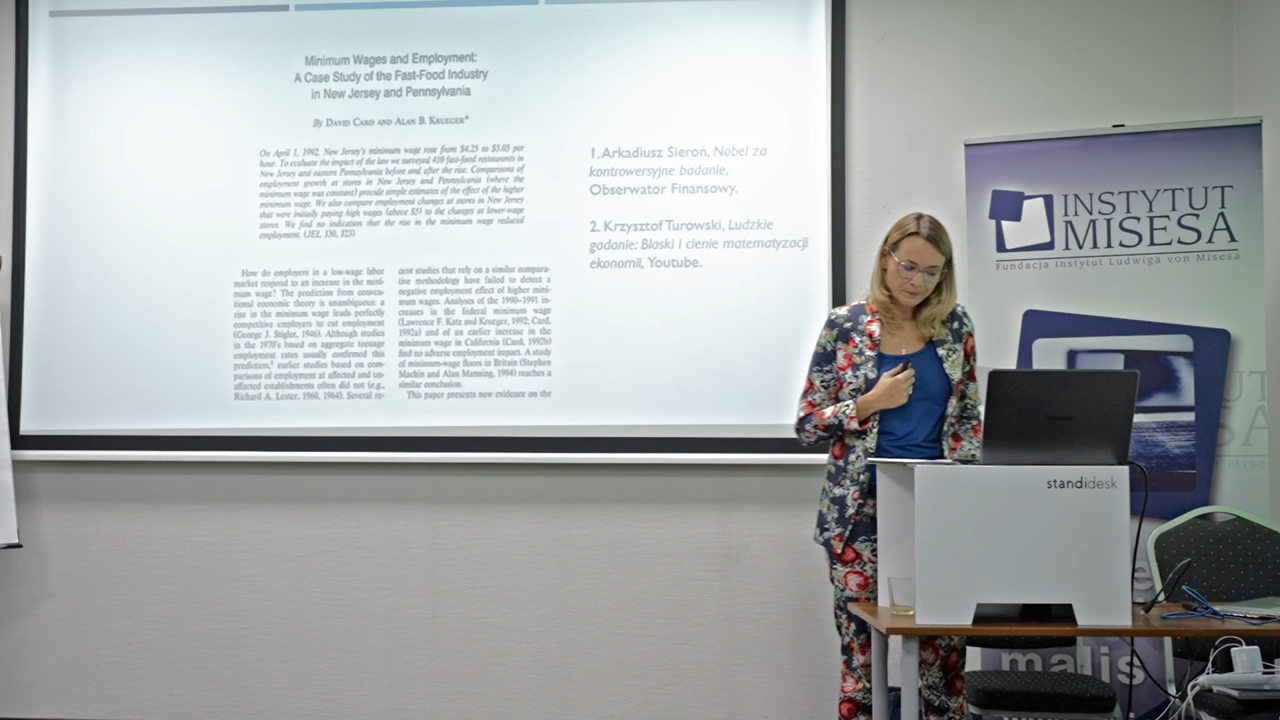 Minimum Wages and Employment:
A Case Study of the Fast-Food Industry
in New Jersey and Pennsylvania
By DAVID CARD AND ALAN B. KRUEGER*
On April 1, 1992, New Jersey's minimum wage rose from $4.25 to $5.05 per
hour. To evaluate the impact of the law we surveyed 410 fast-food restaurants in
New Jersey and eastern Pennsylvania before and after the rise. Comparisons of
employment growth at stores in New Jersey and Pennsylvania (where the
minimum wage was constant) provide simple estimates of the effect of the higher
minimum wage. We also compare employment changes at stores in New Jersey
that were initially paying high wages (above $5) to the changes at lower-wage
stores. We find no indication that the rise in the minimum wage reduced
employment. (JEL J30, J23)
How do employers in a low-wage labor
market respond to an increase in the mini-
mum wage? The prediction from conven-
tional economic theory is unambiguous: a
rise in the minimum wage leads perfectly
competitive employers to cut employment
(George J. Stigler, 1946). Although studies
in the 1970's based on aggregate teenage
employment rates usually confirmed this
prediction,¹ earlier studies based on com-
parisons of employment at affected and un-
affected establishments often did not (e.g.,
Richard A. Lester, 1960, 1964). Several re-
cent studies that rely on a similar compara-
tive methodology have failed to detect a
negative employment effect of higher mini-
mum wages. Analyses of the 1990–1991 in-
creases in the federal minimum wage
(Lawrence F. Katz and Krueger, 1992; Card,
1992a) and of an earlier increase in the
minimum wage in California (Card, 1992b)
find no adverse employment impact. A study
of minimum-wage floors in Britain (Stephen
Machin and Alan Manning, 1994) reaches a
similar conclusion.
This paper presents new evidence on the
1. Arkadiusz Sieroń, Nobel za
kontrowersyjne badanie,
Obserwator Finansowy.
2. Krzysztof Turowski, Ludzkie
gadanie: Blaski i cienie matematyzacji
ekonomii, Youtube.
INSTYTUT
MISESA
Fundacja Instytut Ludwiga von Misesa
standidesk
malis